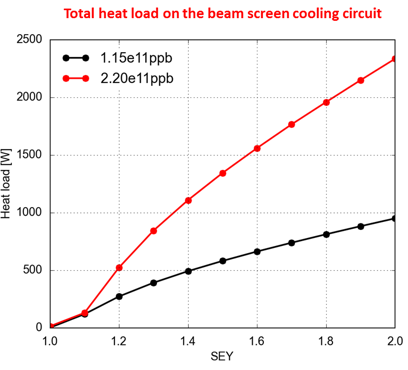 Total heat load on the beam screen cooling circuit
2500
2000
1500
1000
500
0
Heat load [W]
1.15e11ppb
2.20e11ppb
1.0 1.2 1.4 1.6 1.8 2.0
SEY